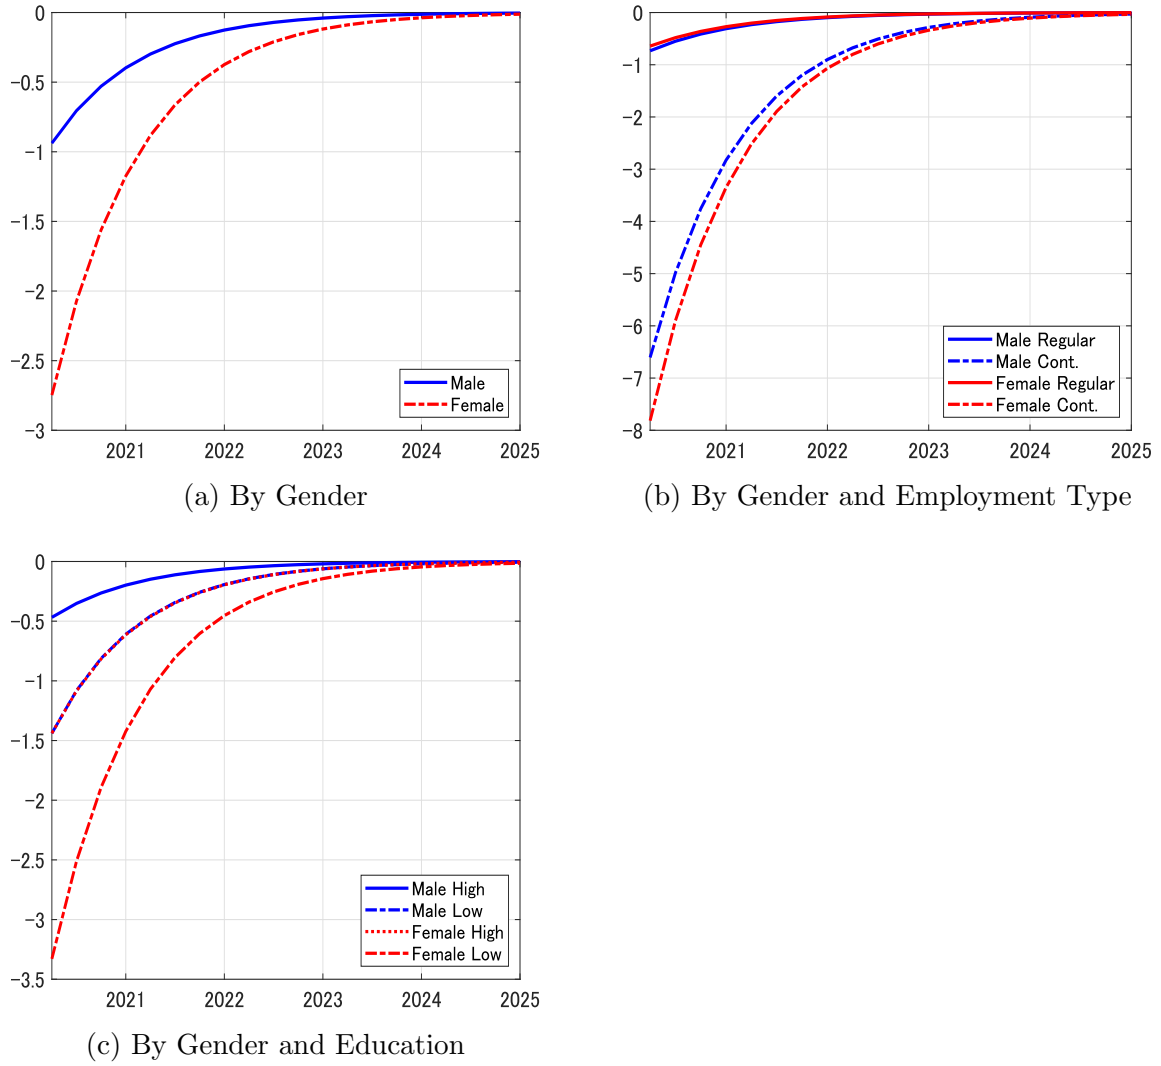 0
−0.5
−1
−1.5
−2
−2.5
−3
2021 2022 2023 2024 2025
Male
Female
(a) By Gender
0
−1
−2
−3
−4
−5
−6
−7
−8
2021 2022 2023 2024 2025
Male Regular
Male Cont.
Female Regular
Female Cont.
(b) By Gender and Employment Type
0
−0.5
−1
−1.5
−2
−2.5
−3
−3.5
2021 2022 2023 2024 2025
Male High
Male Low
Female High
Female Low
(c) By Gender and Education